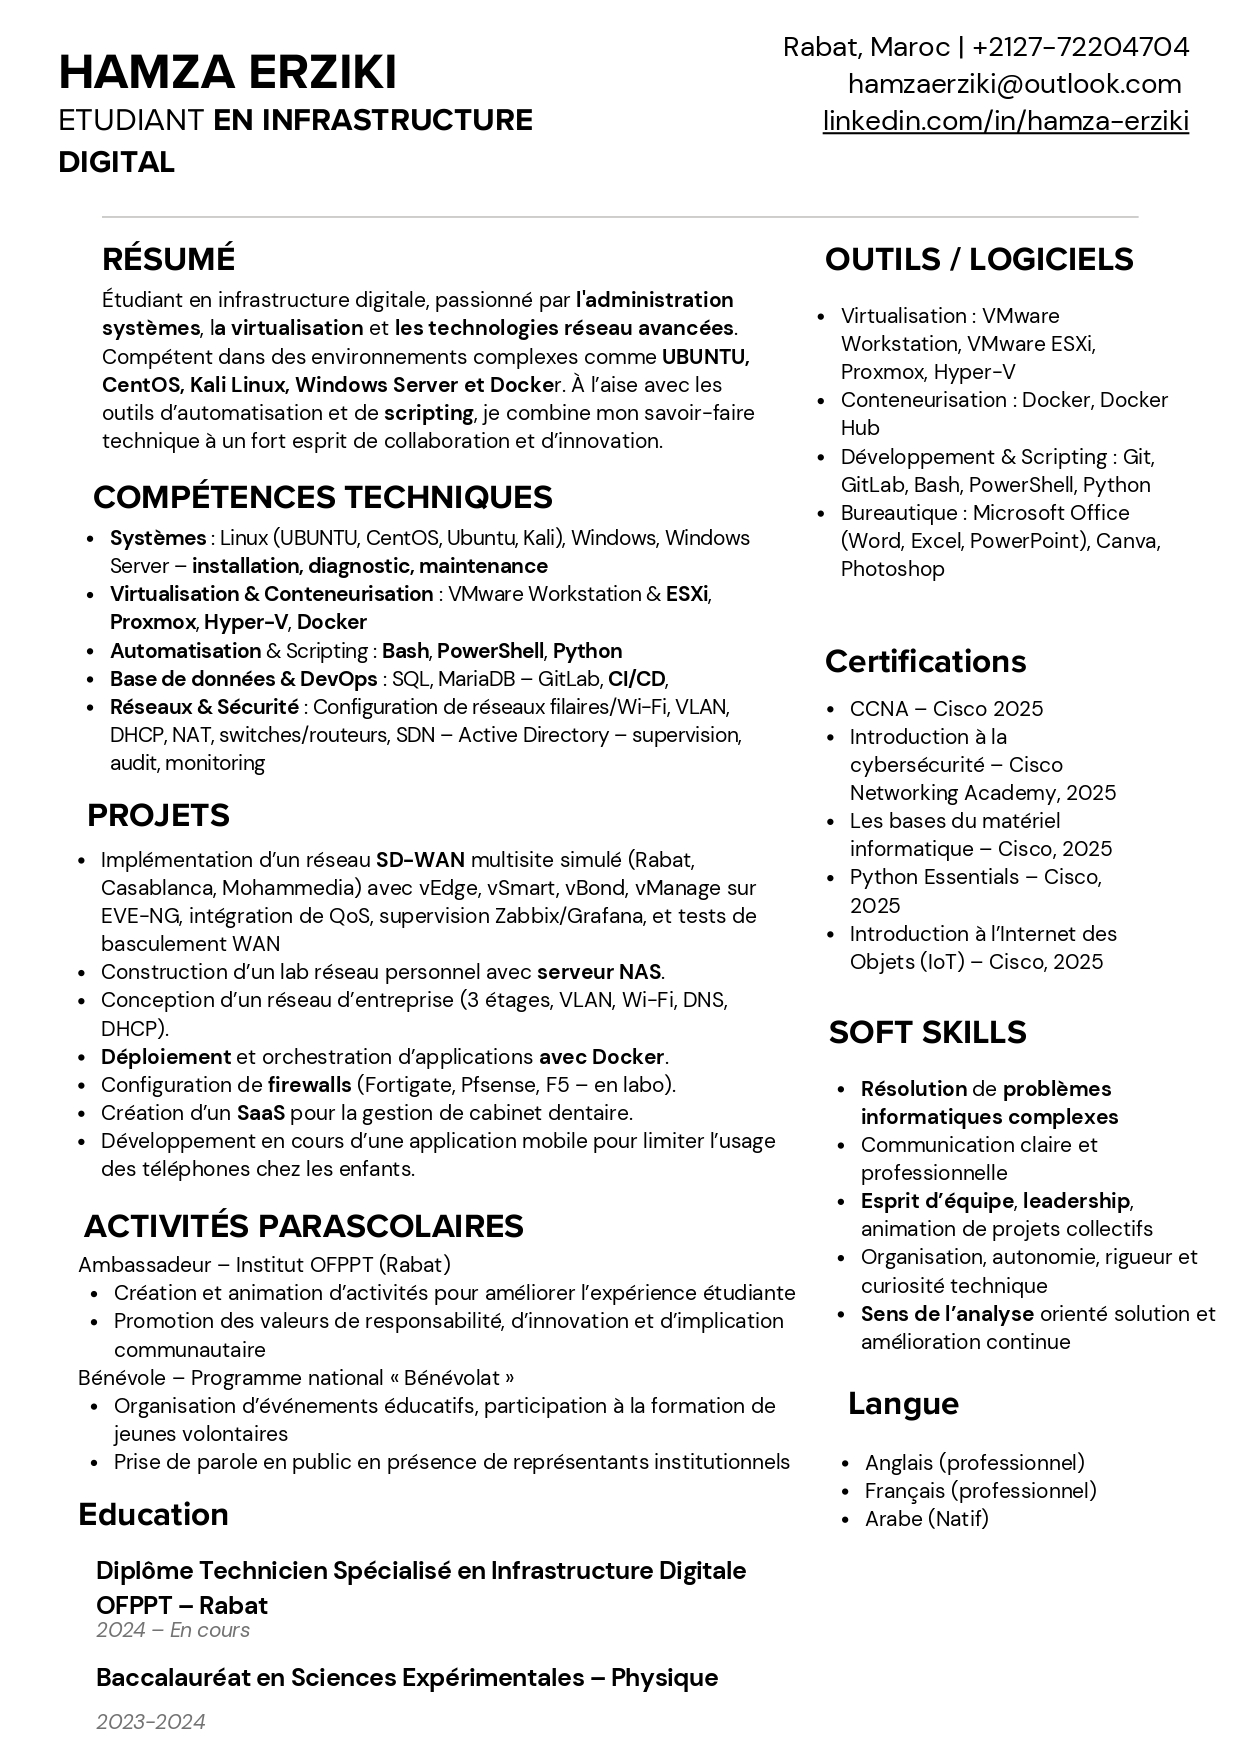 HAMZA ERZIKI
ETUDIANT EN INFRASTRUCTURE
DIGITAL
Rabat, Maroc | +2127-72204704
hamzaerziki@outlook.com
linkedin.com/in/hamza-erziki
RÉSUMÉ
Étudiant en infrastructure digitale, passionné par l'administration
systèmes, la virtualisation et les technologies réseau avancées.
Compétent dans des environnements complexes comme UBUNTU,
CentOS, Kali Linux, Windows Server et Docker. À l’aise avec les
outils d’automatisation et de scripting, je combine mon savoir-faire
technique à un fort esprit de collaboration et d’innovation.
COMPÉTENCES TECHNIQUES
• Systèmes : Linux (UBUNTU, CentOS, Ubuntu, Kali), Windows, Windows
Server – installation, diagnostic, maintenance
• Virtualisation & Conteneurisation : VMware Workstation & ESXi,
Proxmox, Hyper-V, Docker
• Automatisation & Scripting : Bash, PowerShell, Python
• Base de données & DevOps : SQL, MariaDB – GitLab, CI/CD,
• Réseaux & Sécurité : Configuration de réseaux filaires/Wi-Fi, VLAN,
DHCP, NAT, switches/routeurs, SDN – Active Directory – supervision,
audit, monitoring
PROJETS
• Implémentation d’un réseau SD-WAN multisite simulé (Rabat,
Casablanca, Mohammedia) avec vEdge, vSmart, vBond, vManage sur
EVE-NG, intégration de QoS, supervision Zabbix/Grafana, et tests de
basculement WAN
• Construction d’un lab réseau personnel avec serveur NAS.
• Conception d’un réseau d’entreprise (3 étages, VLAN, Wi-Fi, DNS,
DHCP).
• Déploiement et orchestration d’applications avec Docker.
• Configuration de firewalls (Fortigate, Pfsense, F5 – en labo).
• Création d’un SaaS pour la gestion de cabinet dentaire.
• Développement en cours d’une application mobile pour limiter l’usage
des téléphones chez les enfants.
ACTIVITÉS PARASCOLAIRES
Ambassadeur – Institut OFPPT (Rabat)
• Création et animation d’activités pour améliorer l’expérience étudiante
• Promotion des valeurs de responsabilité, d’innovation et d’implication
communautaire
Bénévole – Programme national « Bénévolat »
• Organisation d’événements éducatifs, participation à la formation de
jeunes volontaires
• Prise de parole en public en présence de représentants institutionnels
Education
Diplôme Technicien Spécialisé en Infrastructure Digitale
OFPPT – Rabat
2024 – En cours
Baccalauréat en Sciences Expérimentales – Physique
2023-2024
OUTILS / LOGICIELS
• Virtualisation : VMware
Workstation, VMware ESXi,
Proxmox, Hyper-V
• Conteneurisation : Docker, Docker
Hub
• Développement & Scripting : Git,
GitLab, Bash, PowerShell, Python
• Bureautique : Microsoft Office
(Word, Excel, PowerPoint), Canva,
Photoshop
Certifications
• CCNA – Cisco 2025
• Introduction à la
cybersécurité – Cisco
Networking Academy, 2025
• Les bases du matériel
informatique – Cisco, 2025
• Python Essentials – Cisco,
2025
• Introduction à l’Internet des
Objets (IoT) – Cisco, 2025
SOFT SKILLS
• Résolution de problèmes
informatiques complexes
• Communication claire et
professionnelle
• Esprit d’équipe, leadership,
animation de projets collectifs
• Organisation, autonomie, rigueur et
curiosité technique
• Sens de l’analyse orienté solution et
amélioration continue
Langue
• Anglais (professionnel)
• Français (professionnel)
• Arabe (Natif)